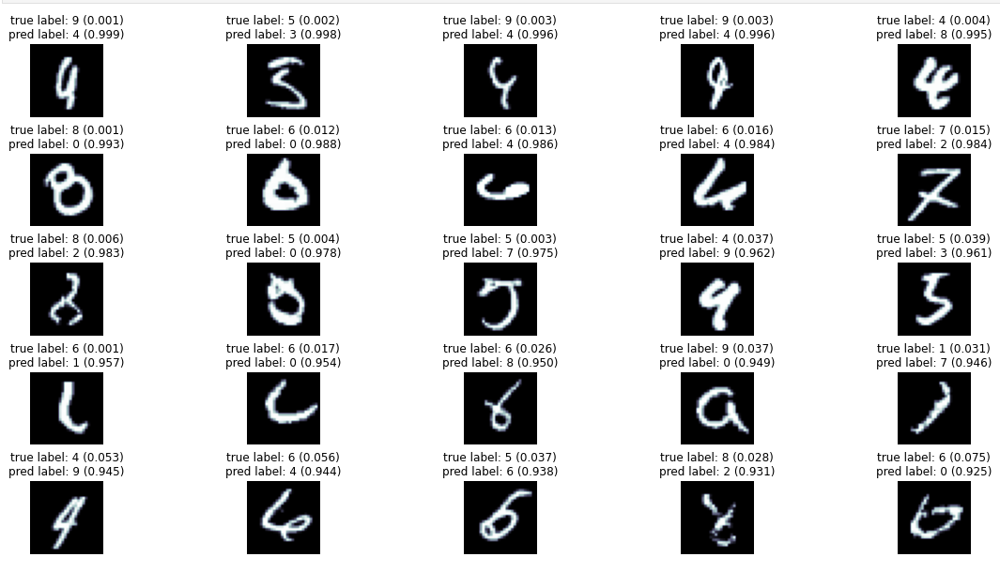 true label: 9 (0.001)
pred label: 4 (0.999)
true label: 5 (0.002)
pred label: 3 (0.998)
true label: 9 (0.003)
pred label: 4 (0.996)
true label: 9 (0.003)
pred label: 4 (0.996)
true label: 4 (0.004)
pred label: 8 (0.995)
true label: 8 (0.001)
pred label: 0 (0.993)
true label: 6 (0.012)
pred label: 0 (0.988)
true label: 6 (0.013)
pred label: 4 (0.986)
true label: 6 (0.016)
pred label: 4 (0.984)
true label: 7 (0.015)
pred label: 2 (0.984)
true label: 8 (0.006)
pred label: 2 (0.983)
true label: 5 (0.004)
pred label: 0 (0.978)
true label: 5 (0.003)
pred label: 7 (0.975)
true label: 4 (0.037)
pred label: 9 (0.962)
true label: 5 (0.039)
pred label: 3 (0.961)
true label: 6 (0.001)
pred label: 1 (0.957)
true label: 6 (0.017)
pred label: 0 (0.954)
true label: 6 (0.026)
pred label: 8 (0.950)
true label: 9 (0.037)
pred label: 0 (0.949)
true label: 1 (0.031)
pred label: 7 (0.946)
true label: 4 (0.053)
pred label: 9 (0.945)
true label: 6 (0.056)
pred label: 4 (0.944)
true label: 5 (0.037)
pred label: 6 (0.938)
true label: 8 (0.028)
pred label: 2 (0.931)
true label: 6 (0.075)
pred label: 0 (0.925)